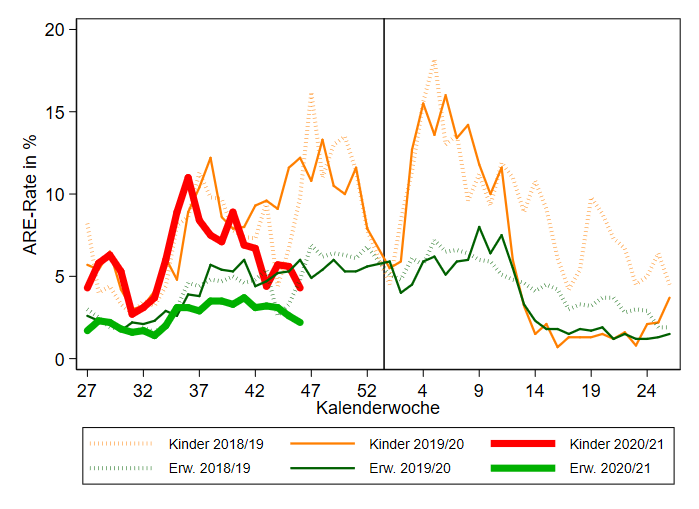 20
15
10
5
0
ARE-Rate in %
27 32 37 42 47 52 4 9 14 19 24
Kalenderwoche
Kinder 2018/19 Kinder 2019/20 Kinder 2020/21
Erw. 2018/19 Erw. 2019/20 Erw. 2020/21